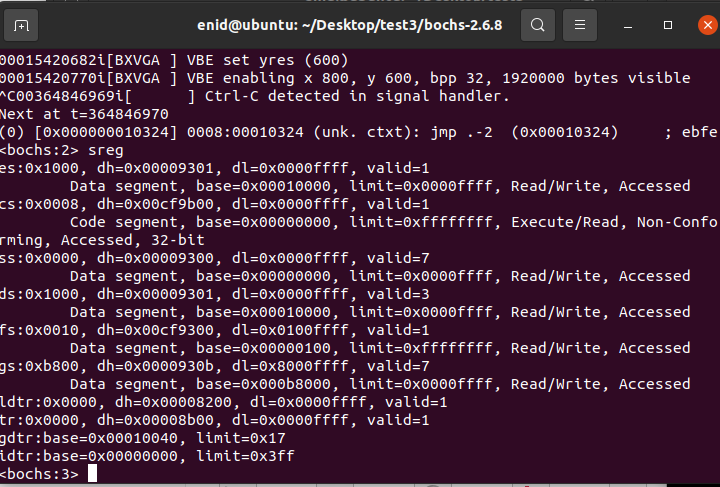 enid@ubuntu: ~/Desktop/test3/bochs-2.6.8
00015420682i[BXVGA ] VBE set yres (600)
00015420770i[BXVGA ] VBE enabling x 800, y 600, bpp 32, 1920000 bytes visible
^C00364846969i[      ] Ctrl-C detected in signal handler.
Next at t=364846970
(0) [0x000000010324] 0008:00010324 (unk. ctxt): jmp .-2  (0x00010324)     ; ebfe
<bochs:2> sreg
es:0x1000, dh=0x00009301, dl=0x0000ffff, valid=1
        Data segment, base=0x00010000, limit=0x0000ffff, Read/Write, Accessed
cs:0x0008, dh=0x00cf9b00, dl=0x0000ffff, valid=1
        Code segment, base=0x00000000, limit=0xffffffff, Execute/Read, Non-Confo
rming, Accessed, 32-bit
ss:0x0000, dh=0x00009300, dl=0x0000ffff, valid=7
        Data segment, base=0x00000000, limit=0x0000ffff, Read/Write, Accessed
ds:0x1000, dh=0x00009301, dl=0x0000ffff, valid=3
        Data segment, base=0x00010000, limit=0x0000ffff, Read/Write, Accessed
fs:0x0010, dh=0x00cf9300, dl=0x0100ffff, valid=1
        Data segment, base=0x00000100, limit=0xffffffff, Read/Write, Accessed
gs:0xb800, dh=0x0000930b, dl=0x8000ffff, valid=7
        Data segment, base=0x000b8000, limit=0x0000ffff, Read/Write, Accessed
ldtr:0x0000, dh=0x00008200, dl=0x0000ffff, valid=1
tr:0x0000, dh=0x00008b00, dl=0x0000ffff, valid=1
gdtr:base=0x00010040, limit=0x17
idtr:base=0x00000000, limit=0x3ff
<bochs:3>